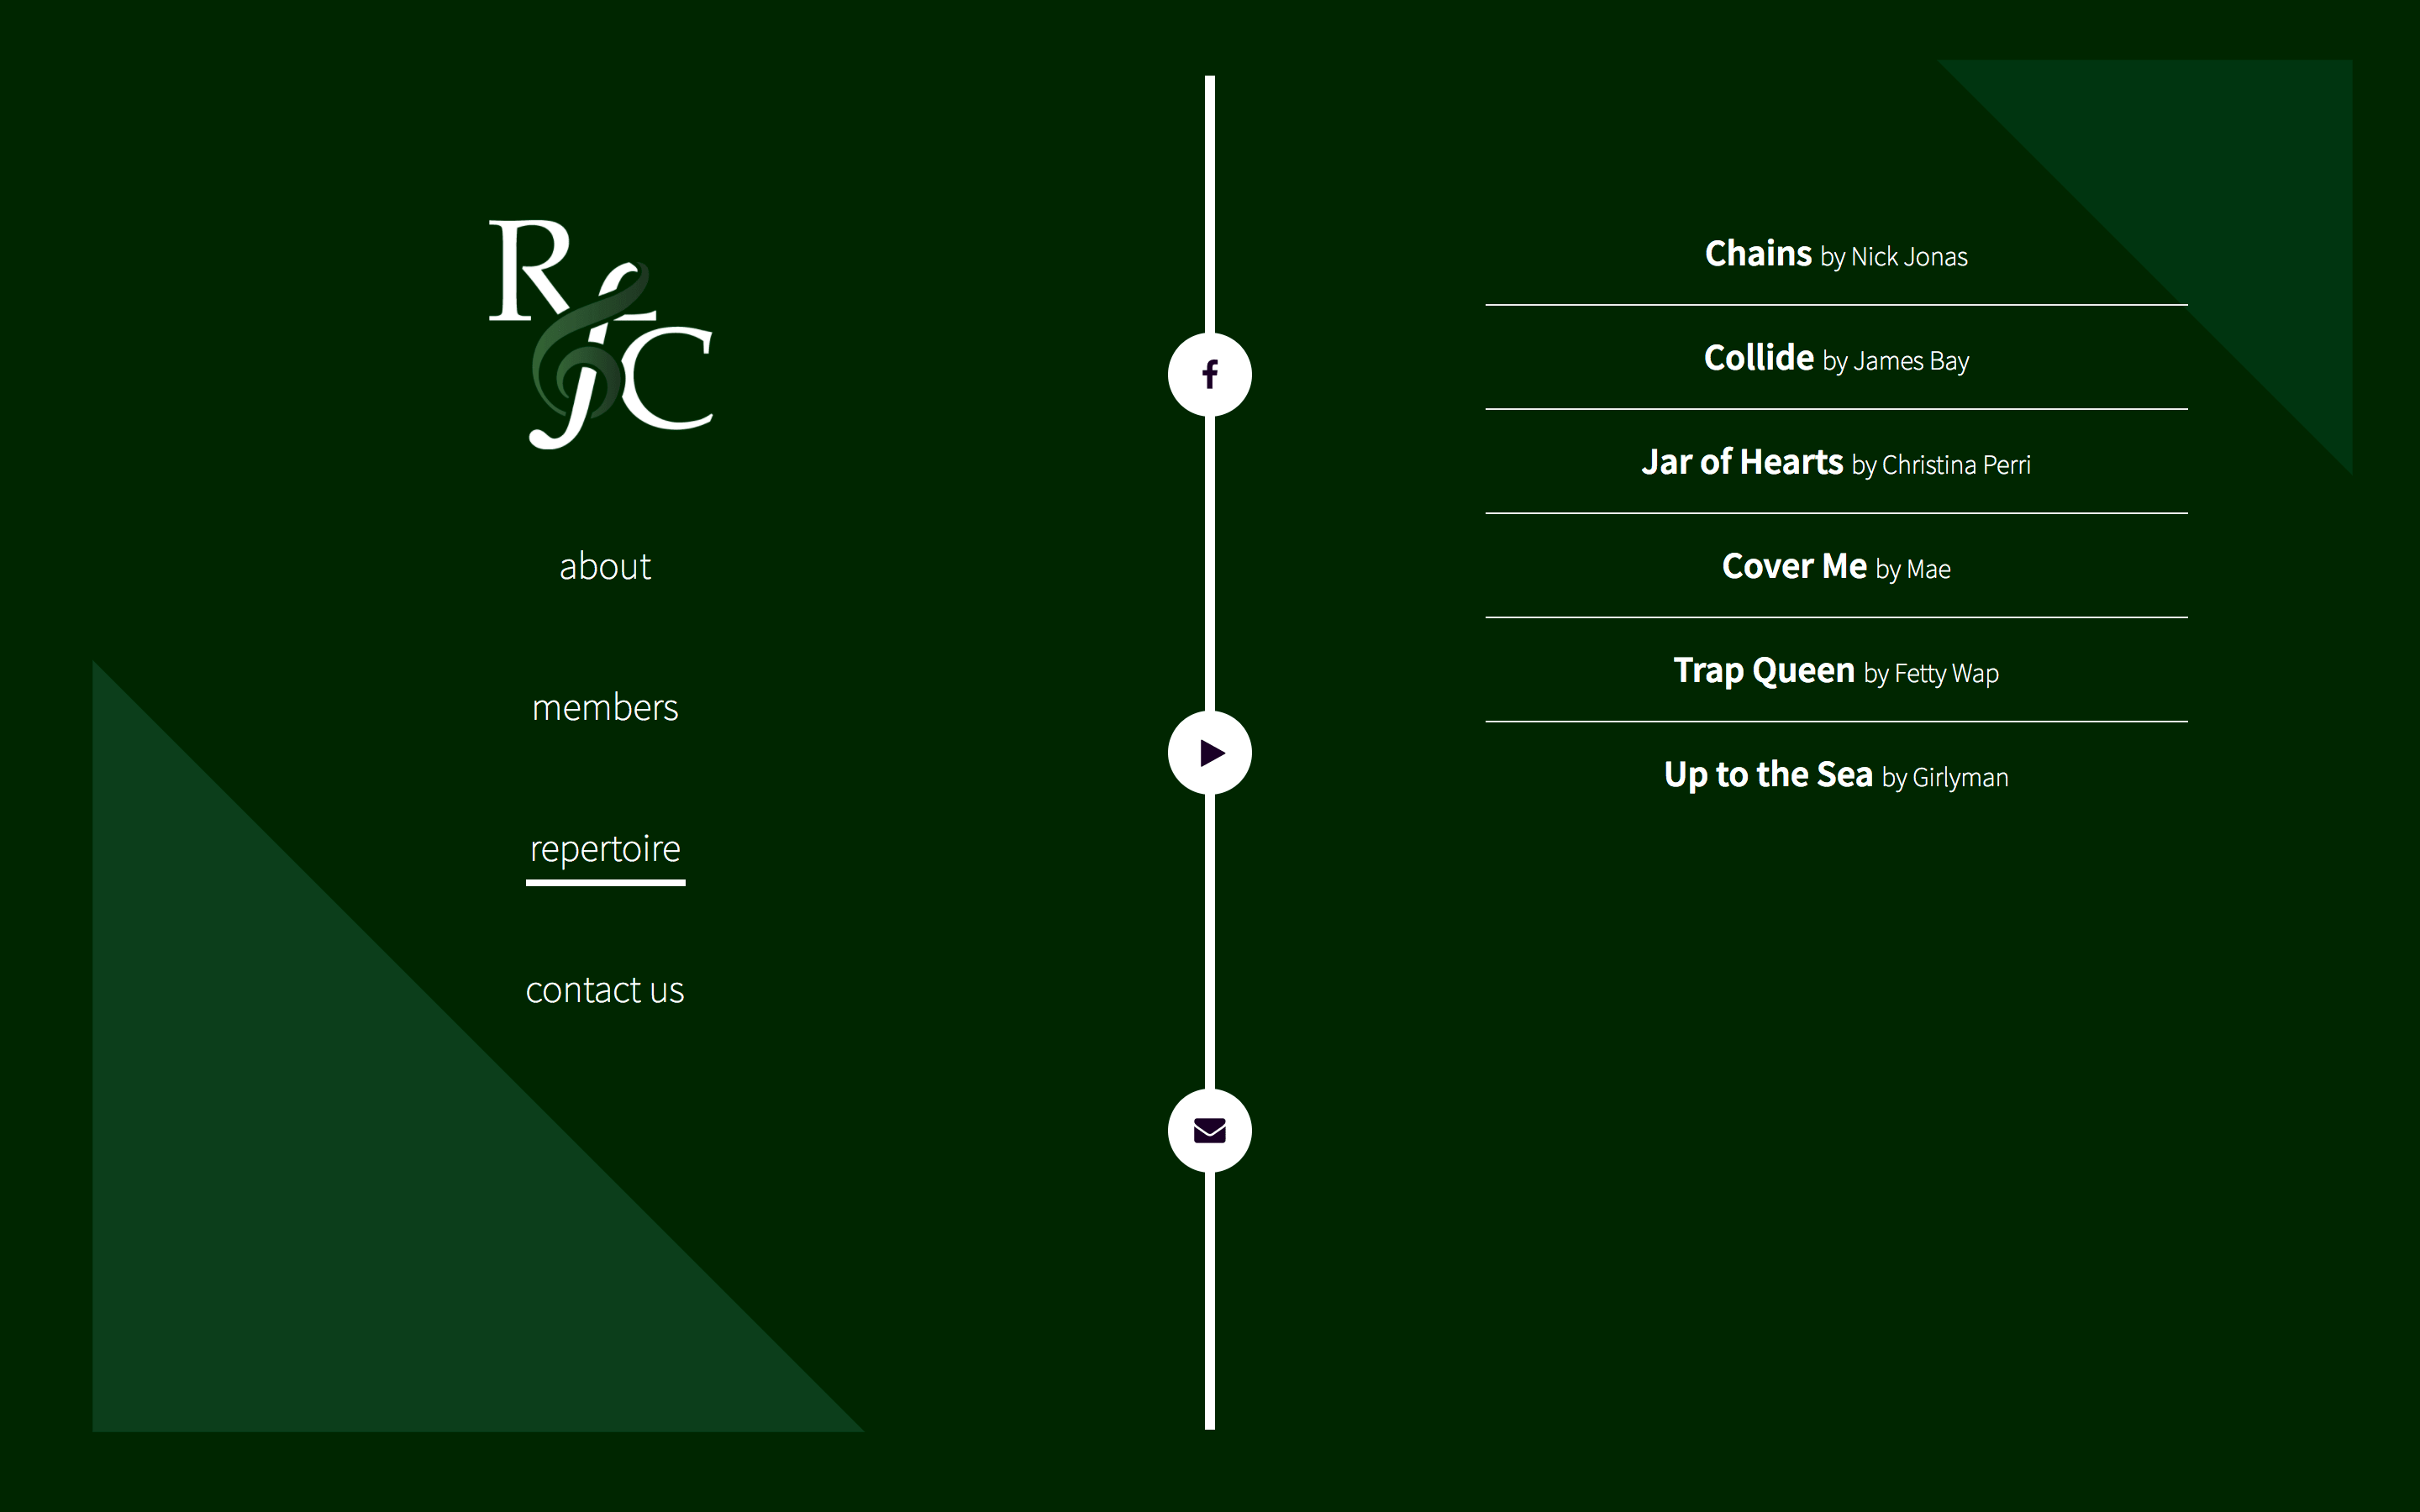 R&C
about
members
repertoire
contact us
Chains by Nick Jonas
Collide by James Bay
Jar of Hearts by Christina Perri
Cover Me by Mae
Trap Queen by Fetty Wap
Up to the Sea by Girlyman